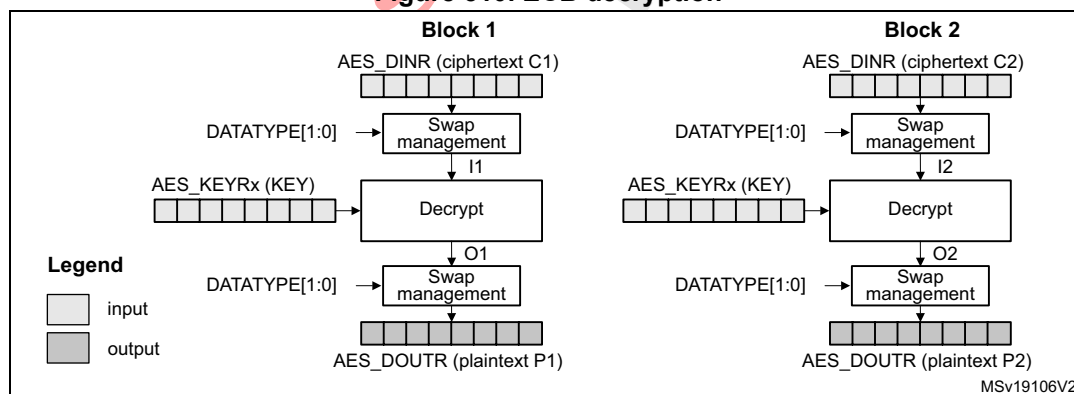 Block 1
Block 2
AES_DINR (ciphertext C1)
AES_DINR (ciphertext C2)
DATATYPE[1:0]
Swap
management
DATATYPE[1:0]
Swap
management
I1
I2
AES_KEYRx (KEY)
AES_KEYRx (KEY)
Decrypt
Decrypt
O1
O2
Legend
input
output
DATATYPE[1:0]
Swap
management
DATATYPE[1:0]
Swap
management
AES_DOUTR (plaintext P1)
AES_DOUTR (plaintext P2)
MSv19106V2